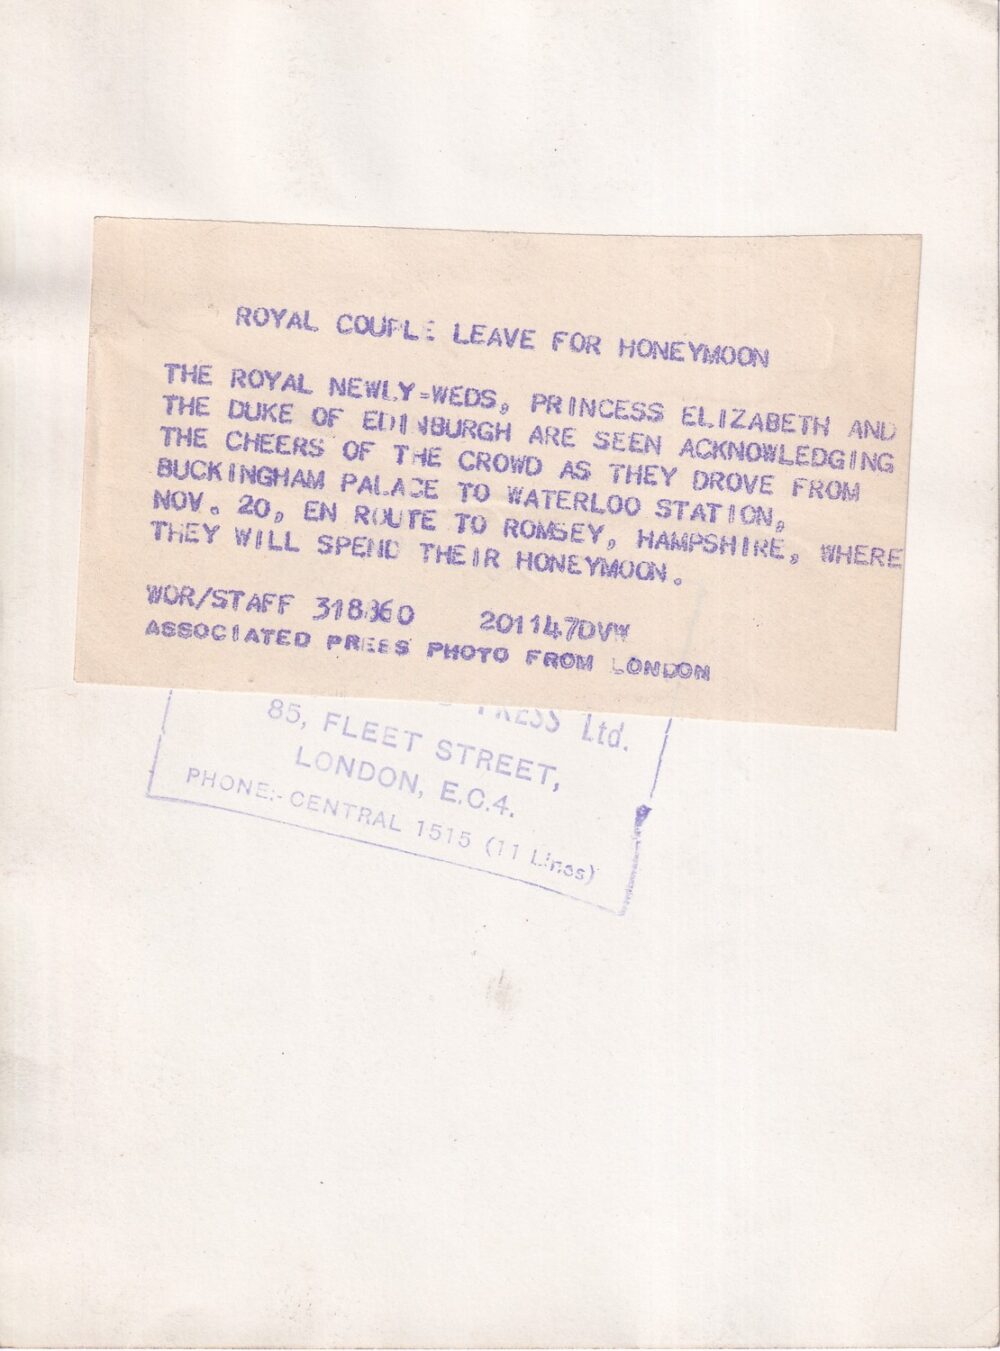 ROYAL COUPLE LEAVE FOR HONEYMOON
THE ROYAL NEWLY=WEDS, PRINCESS ELIZABETH AND
THE DUKE OF EDINBURGH ARE SEEN ACKNOWLEDGING
THE CHEERS OF THE CROWD AS THEY DROVE FROM
BUCKINGHAM PALACE TO WATERLOO STATION,
NOV. 20, EN ROUTE TO ROMSEY, HAMPSHIRE, WHERE
THEY WILL SPEND THEIR HONEYMOON.
WOR/STAFF 318860 201147DVW
ASSOCIATED PRESS PHOTO FROM LONDON
PRESS Ltd.
85, FLEET STREET,
LONDON, E.C.4.
PHONE:- CENTRAL 1515 (11 Lines)